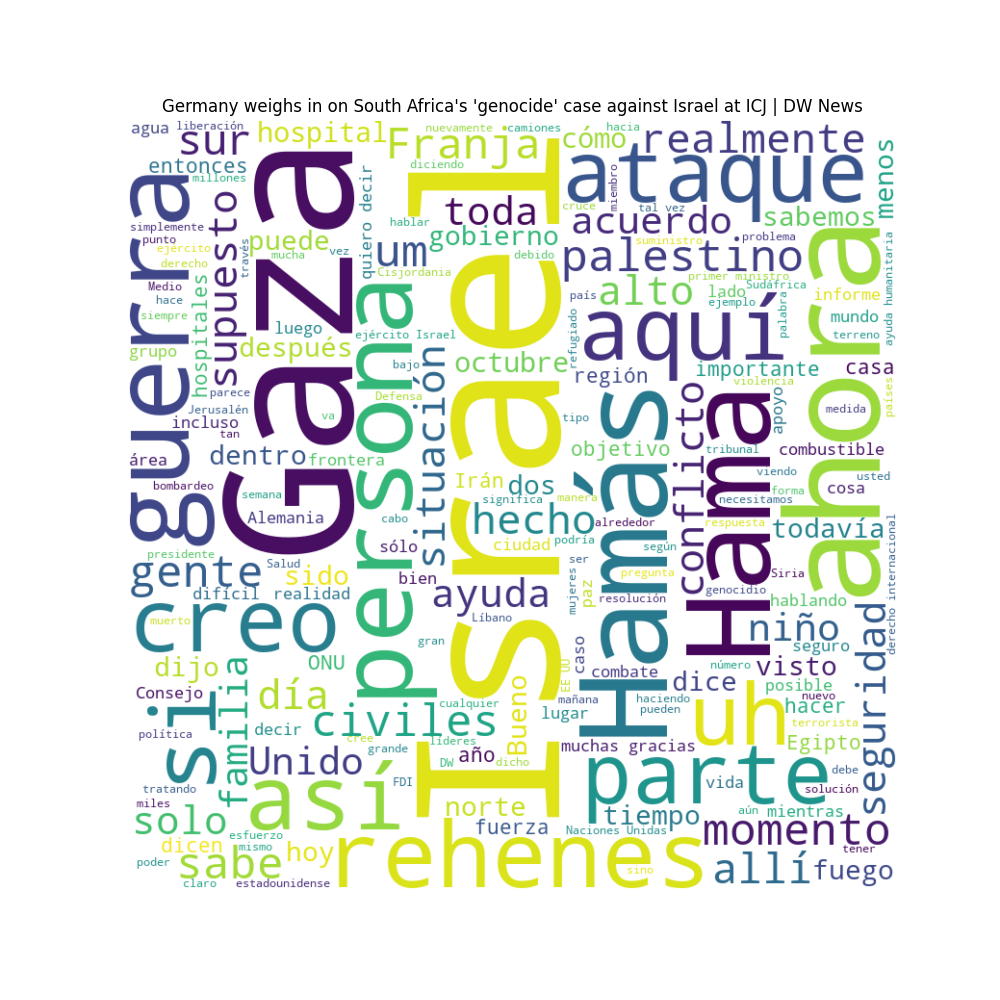 Germany weighs in on South Africa's 'genocide' case against Israel at ICJ | DW News
agua
liberación
sur
hospital
Franja
nuevamente
camiones
cómo
hacia
realmente
menos
entonces
millones
diciendo
Israel
ataque
miembro
tal vez
cruce
simplemente
punto
ejército
derecho
Medio
hace
siempre
grupo
guerra
supuesto
hospitales
través
Gaza
puede
mucha
vez
quiero decir
hablar
um
toda
gobierno
Cisjordania
debido
acuerdo
sabemos
palestino
suministro
problema
primer ministro
Sudáfrica
alto
lado
ejemplo
informe
país
palabra
mundo
terreno
ayuda humanitaria
ahora
aquí
refugiado
luego
después
ejército Israel
persona
bajo
octubre
región
importante
casa
violencia
países
parece
Jerusalén
va
Defensa
incluso
tan
situación
tipo
Hamás
conflicto
Hama
apoyo
medida
área
dentro
frontera
objetivo
tribunal
combustible
usted
viendo
bombardeo
semana
Irán
dos
significa
manera
necesitamos
forma
cosa
Alemania
cabo
hecho
alrededor
respuesta
todavía
presidente
Salud
sólo
ciudad
podría
según
gente
sido
bien
ser
pregunta
Siria
difícil
realidad
ayuda
mujeres
paz
resolución
genocidio
hablando
derecho internacional
creo
muerto
gran
Líbano
niño
seguro
seguridad
dijo
familia
ONU
EE UU
caso
combate
número
visto
Consejo
día
cualquier
Bueno
mañana
haciendo
dice
posible
nuevo
hacer
si
política
decir
civiles
lugar
pueden
uh
terrorista
cree
líderes
Unido
grande
DW
dicho
año
muchas gracias
Egipto
tratando
FDI
parte
vida
debe
solución
miles
así
norte
solo
esfuerzo
fuerza
tiempo
aún
mientras
dicen
mismo
Naciones Unidas
momento
tener
poder
sabe
hoy
rehenes
sino
allí
fuego
claro
estadounidense